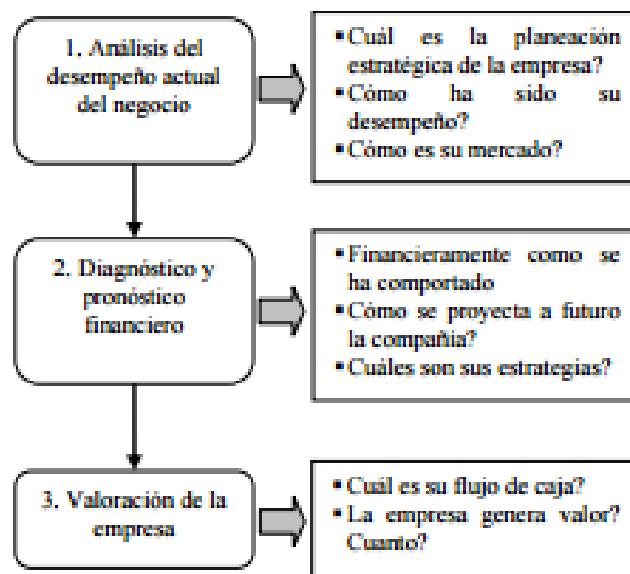 1. Análisis del
desempeño actual
del negocio
▪Cuál es la planeación
estratégica de la empresa?
▪Cómo ha sido su
desempeño?
▪Cómo es su mercado?
2. Diagnóstico y
pronóstico
financiero
▪Financieramente como se
ha comportado
▪Cómo se proyecta a futuro
la compañia?
▪Cuáles son sus estrategias?
3. Valoración de la
empresa
▪Cuál es su flujo de caja?
▪La empresa genera valor?
Cuanto?